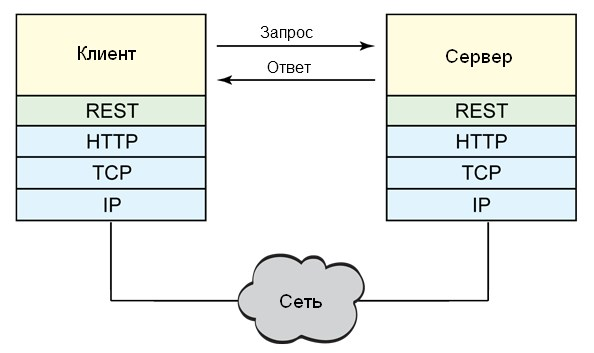 Клиент
Запрос
Ответ
Сервер
REST
HTTP
TCP
IP
REST
HTTP
TCP
IP
Сеть